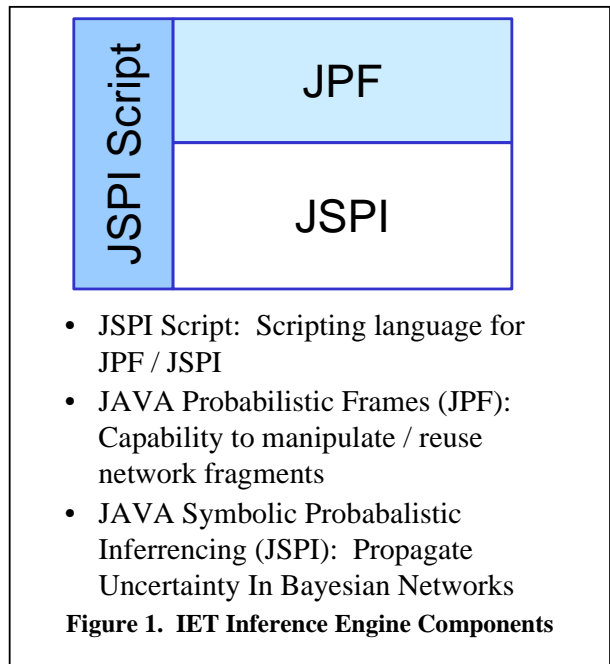 JSPI Script
JPF
JSPI
• JSPI Script: Scripting language for
JPF / JSPI
• JAVA Probabilistic Frames (JPF):
Capability to manipulate / reuse
network fragments
• JAVA Symbolic Probabalistic
Inferrencing (JSPI): Propagate
Uncertainty In Bayesian Networks
Figure 1. IET Inference Engine Components